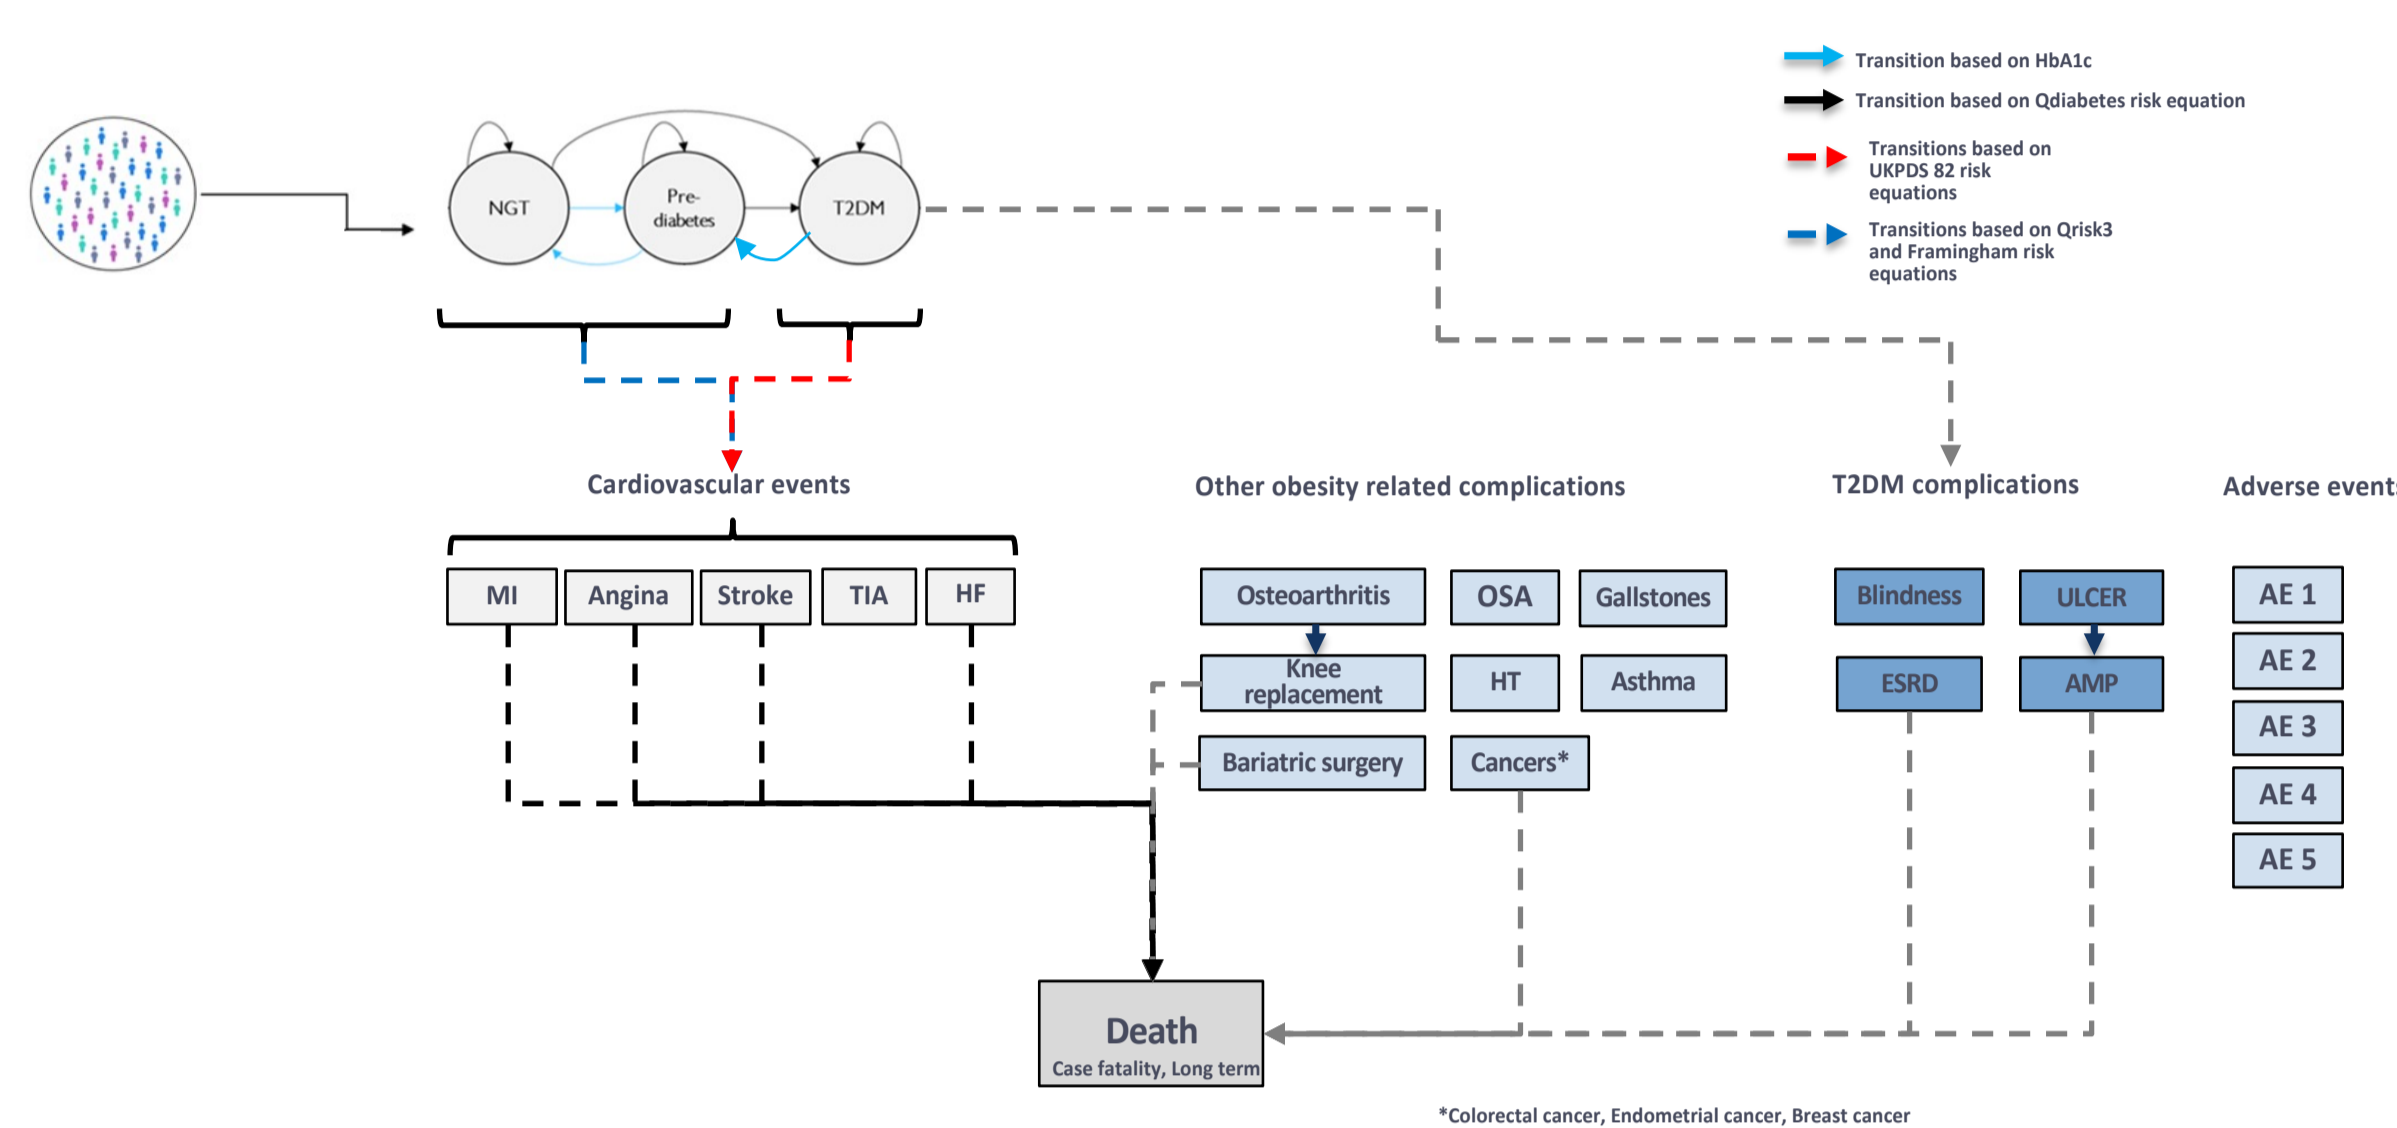 Transition based on HbA1c
Transition based on Qdiabetes risk equation
Transitions based on
UKPDS 82 risk
equations
Transitions based on Qrisk3
and Framingham risk
equations
NGT
Pre-
diabetes
T2DM
Cardiovascular events
Other obesity related complications
T2DM complications
Adverse events
MI
Angina
Stroke
TIA
HF
Osteoarthritis
OSA
Gallstones
Blindness
ULCER
AE 1
Knee
replacement
HT
Asthma
ESRD
AMP
AE 2
Bariatric surgery
Cancers*
AE 3
AE 4
AE 5
Death
Case fatality, Long term
*Colorectal cancer, Endometrial cancer, Breast cancer